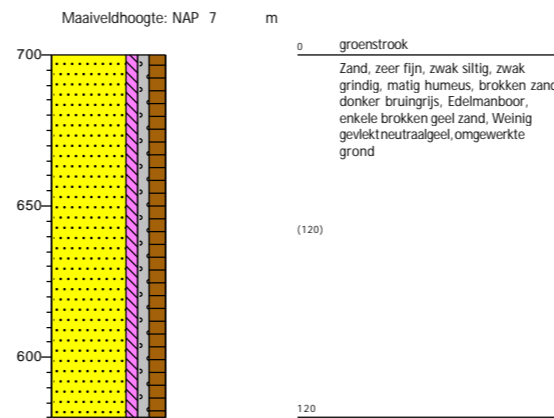 Maaiveldhoogte: NAP 7 m
700
650
600
0 groenstrook
Zand, zeer fijn, zwak siltig, zwak
grindig, matig humeus, brokken zand,
donker bruingrijs, Edelmanboor,
enkele brokken geel zand, Weinig
gevlektneutraalgeel, omgewerkte
grond
(120)
120